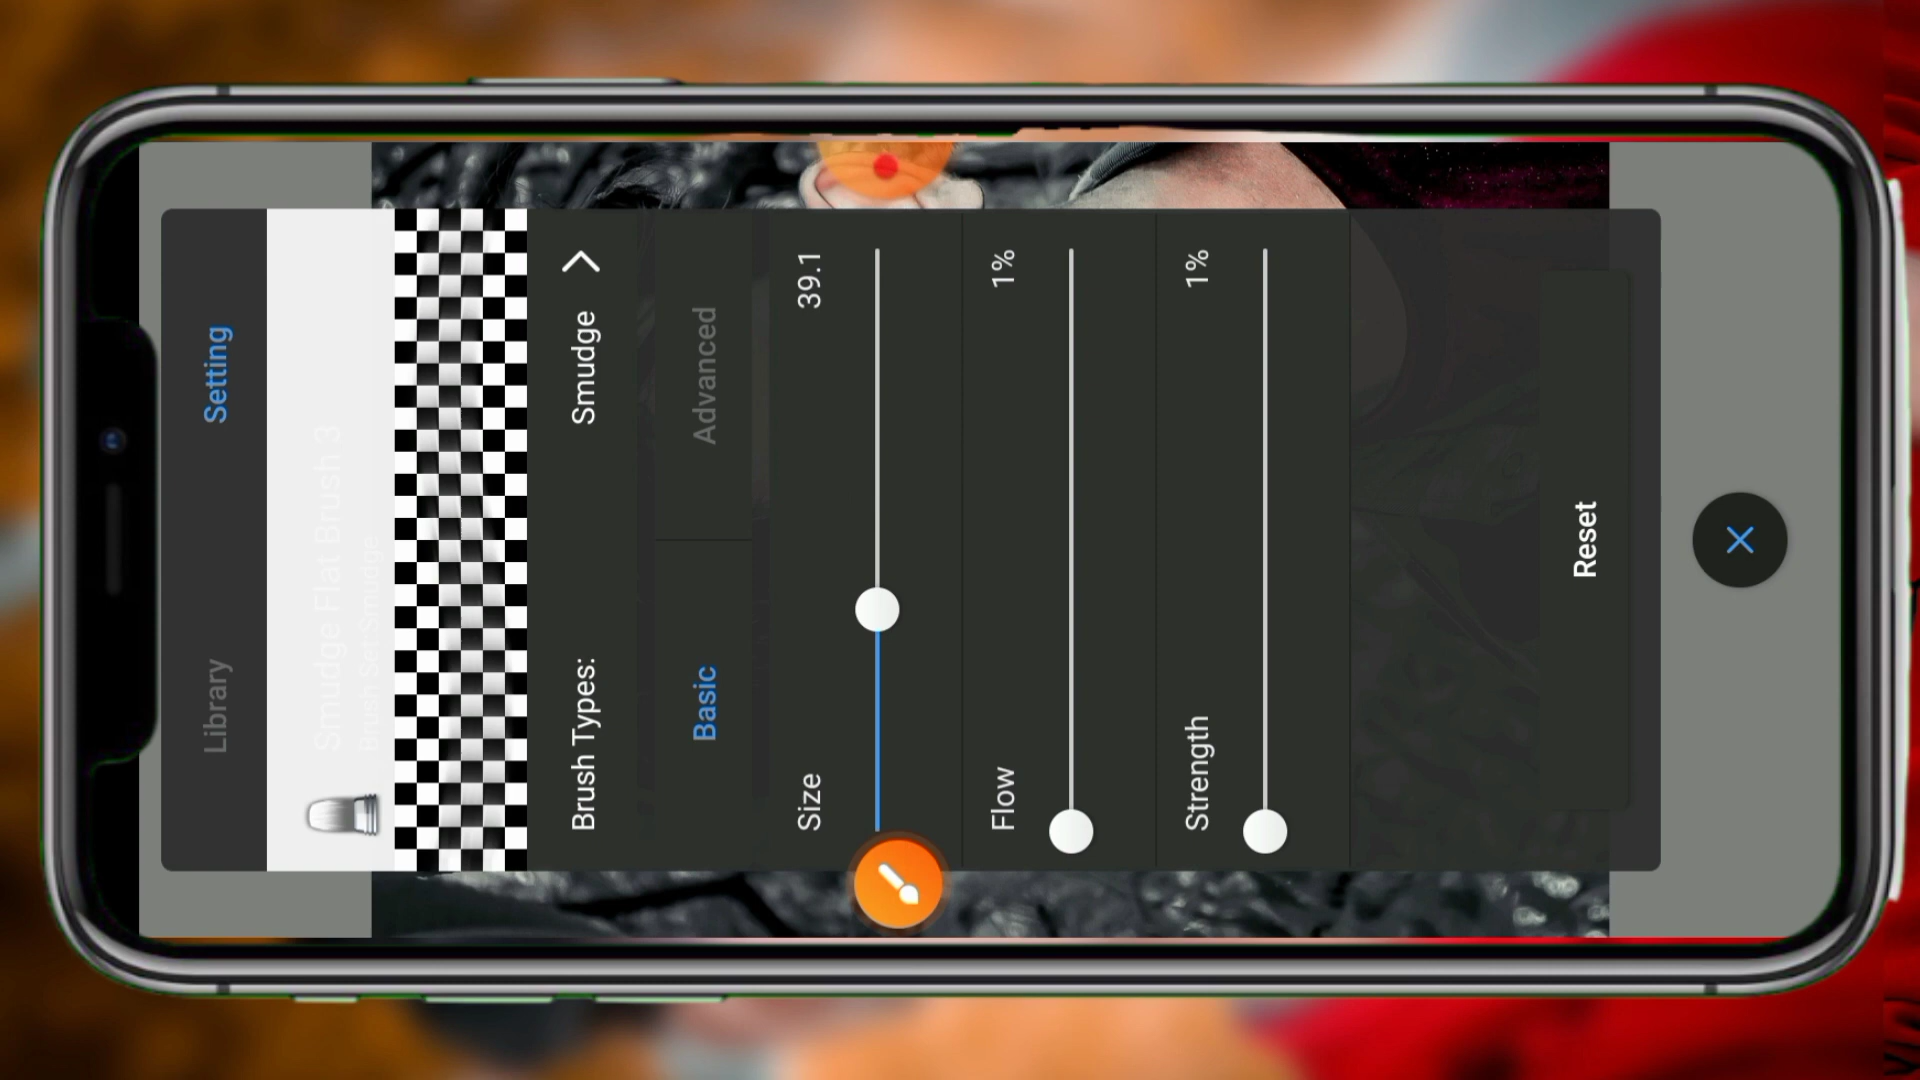 Library
Setting
Smudge Flat Brush 3
Brush Set:Smudge
Brush Types:
Smudge
Basic
Advanced
Size
39.1
Flow
1%
Strength
1%
Reset